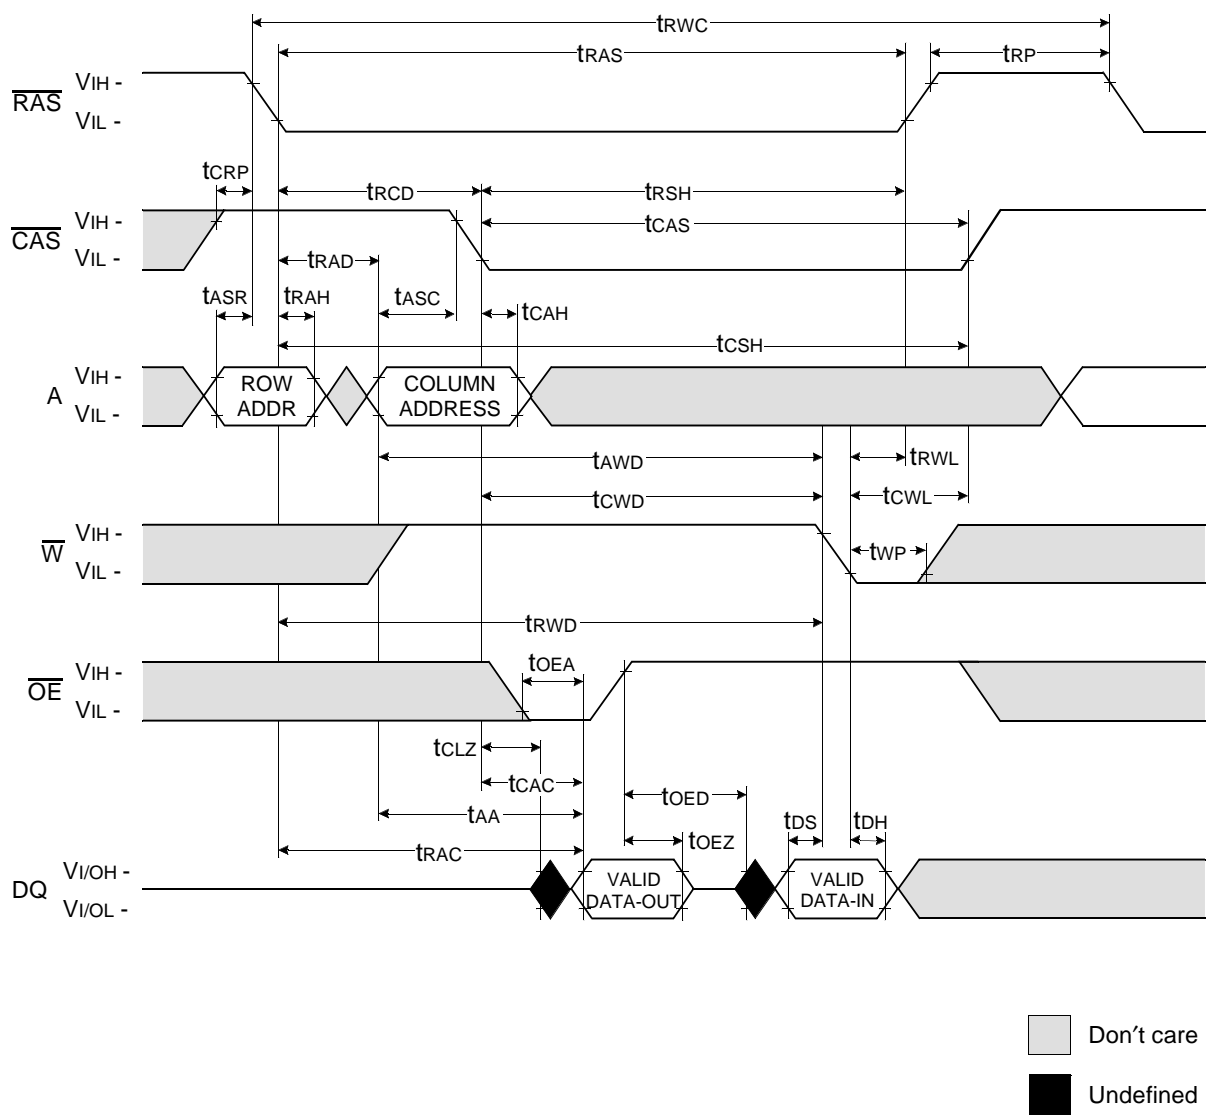 tRWC
tRAS
tRP
RAS
VIH -
VIL -
tCRP
tRCD
tRSH
CAS
VIH -
VIL -
tCAS
tRAD
tASR
tRAH
tASC
tCAH
tCSH
A
VIH -
VIL -
ROW
ADDR
COLUMN
ADDRESS
tAWD
tRWL
tCWD
tCWL
W
VIH -
VIL -
tWP
tRWD
OE
VIH -
VIL -
tOEA
tCLZ
tCAC
tOED
tAA
tDS
tDH
tOEZ
tRAC
DQ
VI/OH -
VI/OL -
VALID
DATA-OUT
VALID
DATA-IN
Don′t care
Undefined